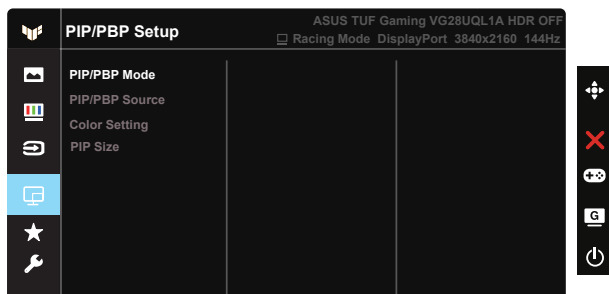 ASUS TUF Gaming VG28UQL1A HDR OFF
PIP/PBP Setup
Racing Mode DisplayPort 3840x2160 144Hz
PIP/PBP Mode
PIP/PBP Source
Color Setting
PIP Size
G